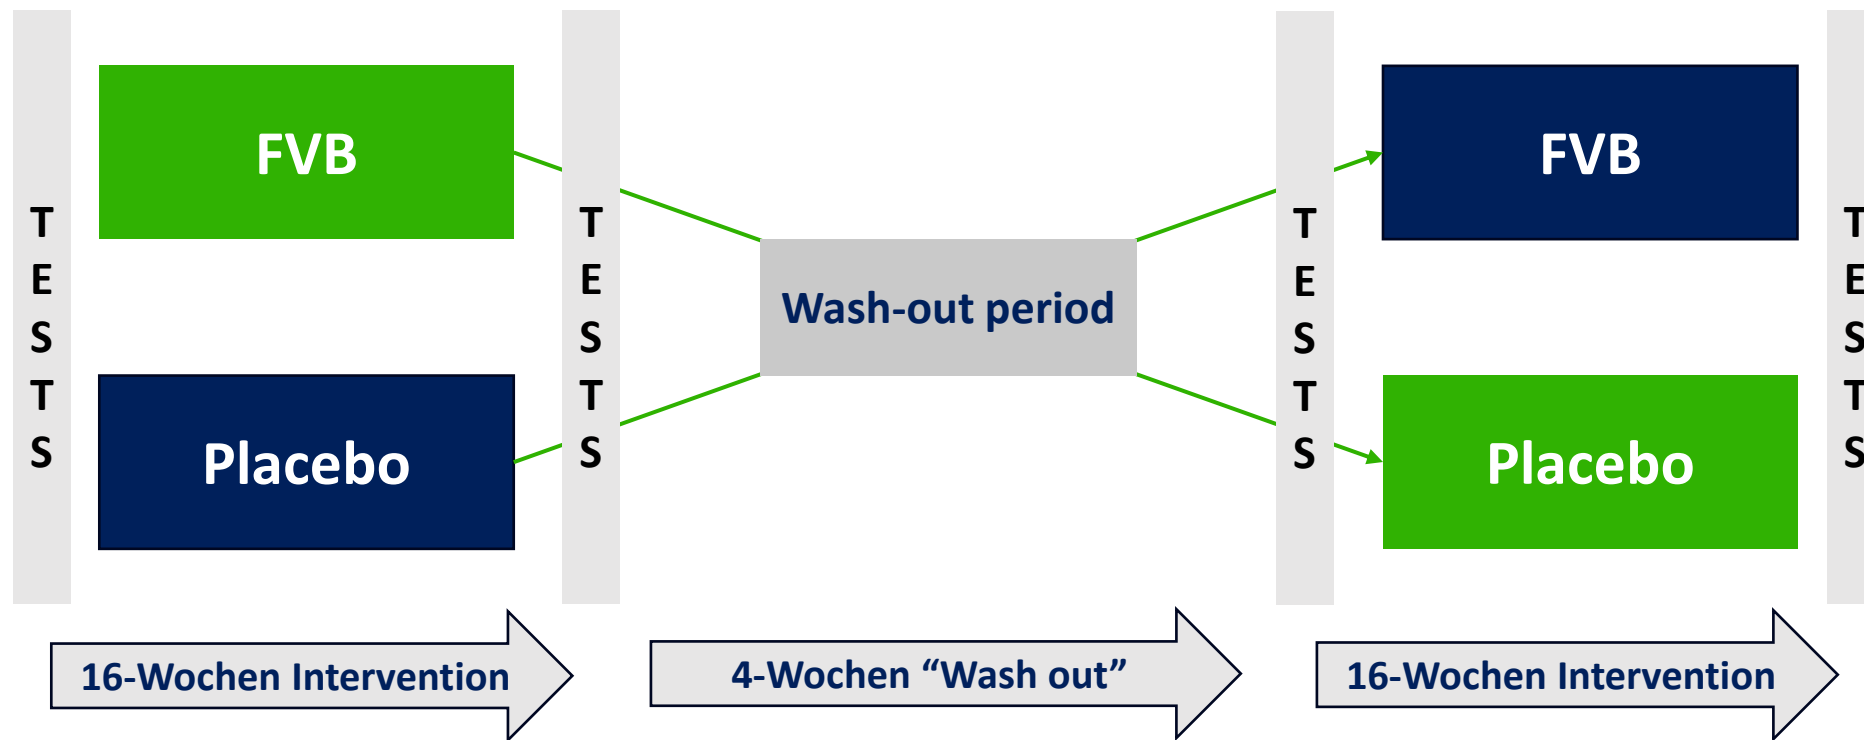 T
E
S
T
S
FVB
Placebo
T
E
S
T
S
Wash-out period
T
E
S
T
S
FVB
Placebo
T
E
S
T
S
16-Wochen Intervention
4-Wochen “Wash out”
16-Wochen Intervention